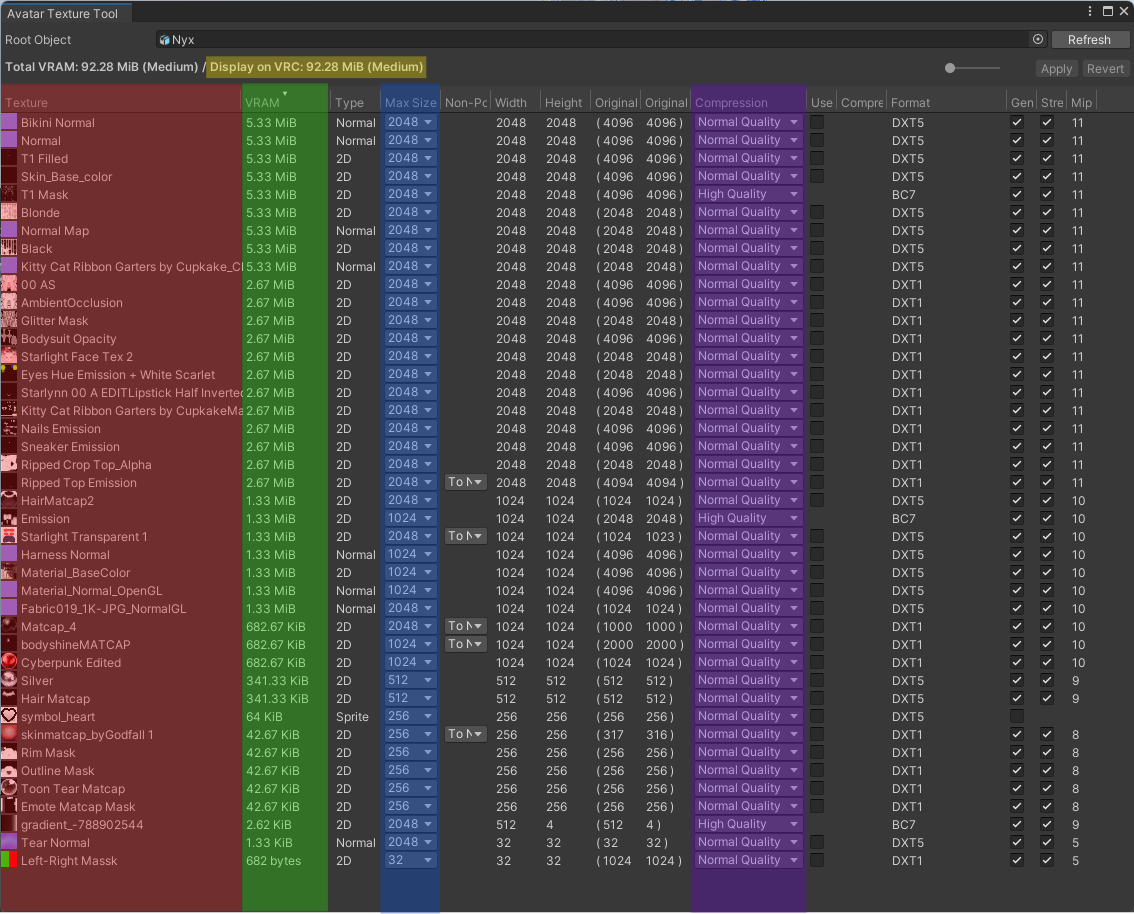 Avatar Texture Tool
Root Object Nyx Refresh
Total VRAM: 92.28 MiB (Medium) / Display on VRC: 92.28 MiB (Medium) Apply Revert
Texture VRAM Type Max Size Non-Po Width Height Original Original Compression Use Compre Format Gen Stre Mip
Bikini Normal 5.33 MiB Normal 2048 2048 2048 ( 4096 4096 ) Normal Quality DXT5 11
Normal 5.33 MiB Normal 2048 2048 2048 ( 4096 4096 ) Normal Quality DXT5 11
T1 Filled 5.33 MiB 2D 2048 2048 2048 ( 4096 4096 ) Normal Quality DXT5 11
Skin_Base_color 5.33 MiB 2D 2048 2048 2048 ( 4096 4096 ) Normal Quality DXT5 11
T1 Mask 5.33 MiB 2D 2048 2048 2048 ( 4096 4096 ) High Quality BC7 11
Blonde 5.33 MiB 2D 2048 2048 2048 ( 2048 2048 ) Normal Quality DXT5 11
Normal Map 5.33 MiB Normal 2048 2048 2048 ( 4096 4096 ) Normal Quality DXT5 11
Black 5.33 MiB 2D 2048 2048 2048 ( 2048 2048 ) Normal Quality DXT5 11
Kitty Cat Ribbon Garters by Cupkake_C 5.33 MiB Normal 2048 2048 2048 ( 2048 2048 ) Normal Quality DXT5 11
00 AS 2.67 MiB 2D 2048 2048 2048 ( 4096 4096 ) Normal Quality DXT1 11
AmbientOcclusion 2.67 MiB 2D 2048 2048 2048 ( 4096 4096 ) Normal Quality DXT1 11
Glitter Mask 2.67 MiB 2D 2048 2048 2048 ( 2048 2048 ) Normal Quality DXT1 11
Bodysuit Opacity 2.67 MiB 2D 2048 2048 2048 ( 4096 4096 ) Normal Quality DXT1 11
Starlight Face Tex 2 2.67 MiB 2D 2048 2048 2048 ( 2048 2048 ) Normal Quality DXT1 11
Eyes Hue Emission + White Scarlet 2.67 MiB 2D 2048 2048 2048 ( 2048 2048 ) Normal Quality DXT1 11
Starlynn 00 A EDITLipstick Half Inverted 2.67 MiB 2D 2048 2048 2048 ( 4096 4096 ) Normal Quality DXT1 11
Kitty Cat Ribbon Garters by CupkakeMa 2.67 MiB 2D 2048 2048 2048 ( 2048 2048 ) Normal Quality DXT1 11
Nails Emission 2.67 MiB 2D 2048 2048 2048 ( 4096 4096 ) Normal Quality DXT1 11
Sneaker Emission 2.67 MiB 2D 2048 2048 2048 ( 4096 4096 ) Normal Quality DXT1 11
Ripped Crop Top_Alpha 2.67 MiB 2D 2048 2048 2048 ( 2048 2048 ) Normal Quality DXT1 11
Ripped Top Emission 2.67 MiB 2D 2048 To N 2048 2048 ( 4094 4094 ) Normal Quality DXT1 11
HairMatcap2 1.33 MiB 2D 2048 1024 1024 ( 1024 1024 ) Normal Quality DXT5 10
Emission 1.33 MiB 2D 1024 1024 1024 ( 2048 2048 ) High Quality BC7 10
Starlight Transparent 1 1.33 MiB 2D 2048 To N 1024 1024 ( 1024 1023 ) Normal Quality DXT5 10
Harness Normal 1.33 MiB Normal 1024 1024 1024 ( 4096 4096 ) Normal Quality DXT5 10
Material_BaseColor 1.33 MiB 2D 1024 1024 1024 ( 4096 4096 ) Normal Quality DXT5 10
Material_Normal_OpenGL 1.33 MiB Normal 1024 1024 1024 ( 4096 4096 ) Normal Quality DXT5 10
Fabric019_1K-JPG_NormalGL 1.33 MiB Normal 2048 1024 1024 ( 1024 1024 ) Normal Quality DXT5 10
Matcap_4 682.67 KiB 2D 2048 To N 1024 1024 ( 1000 1000 ) Normal Quality DXT1 10
bodyshineMATCAP 682.67 KiB 2D 1024 To N 1024 1024 ( 2000 2000 ) Normal Quality DXT1 10
Cyberpunk Edited 682.67 KiB 2D 1024 1024 1024 ( 1024 1024 ) Normal Quality DXT1 10
Silver 341.33 KiB 2D 512 512 512 ( 512 512 ) Normal Quality DXT5 9
Hair Matcap 341.33 KiB 2D 512 512 512 ( 512 512 ) Normal Quality DXT5 9
symbol_heart 64 KiB Sprite 256 256 256 ( 256 256 ) Normal Quality DXT5
skinmatcap_byGodfall 1 42.67 KiB 2D 256 To N 256 256 ( 317 316 ) Normal Quality DXT1 8
Rim Mask 42.67 KiB 2D 256 256 256 ( 256 256 ) Normal Quality DXT1 8
Outline Mask 42.67 KiB 2D 256 256 256 ( 256 256 ) Normal Quality DXT1 8
Toon Tear Matcap 42.67 KiB 2D 256 256 256 ( 256 256 ) Normal Quality DXT1 8
Emote Matcap Mask 42.67 KiB 2D 256 256 256 ( 256 256 ) Normal Quality DXT1 8
gradient_-788902544 2.62 KiB 2D 2048 512 4 ( 512 4 ) High Quality BC7 9
Tear Normal 1.33 KiB Normal 2048 32 32 ( 32 32 ) Normal Quality DXT5 5
Left-Right Massk 682 bytes 2D 32 32 32 ( 1024 1024 ) Normal Quality DXT1 5